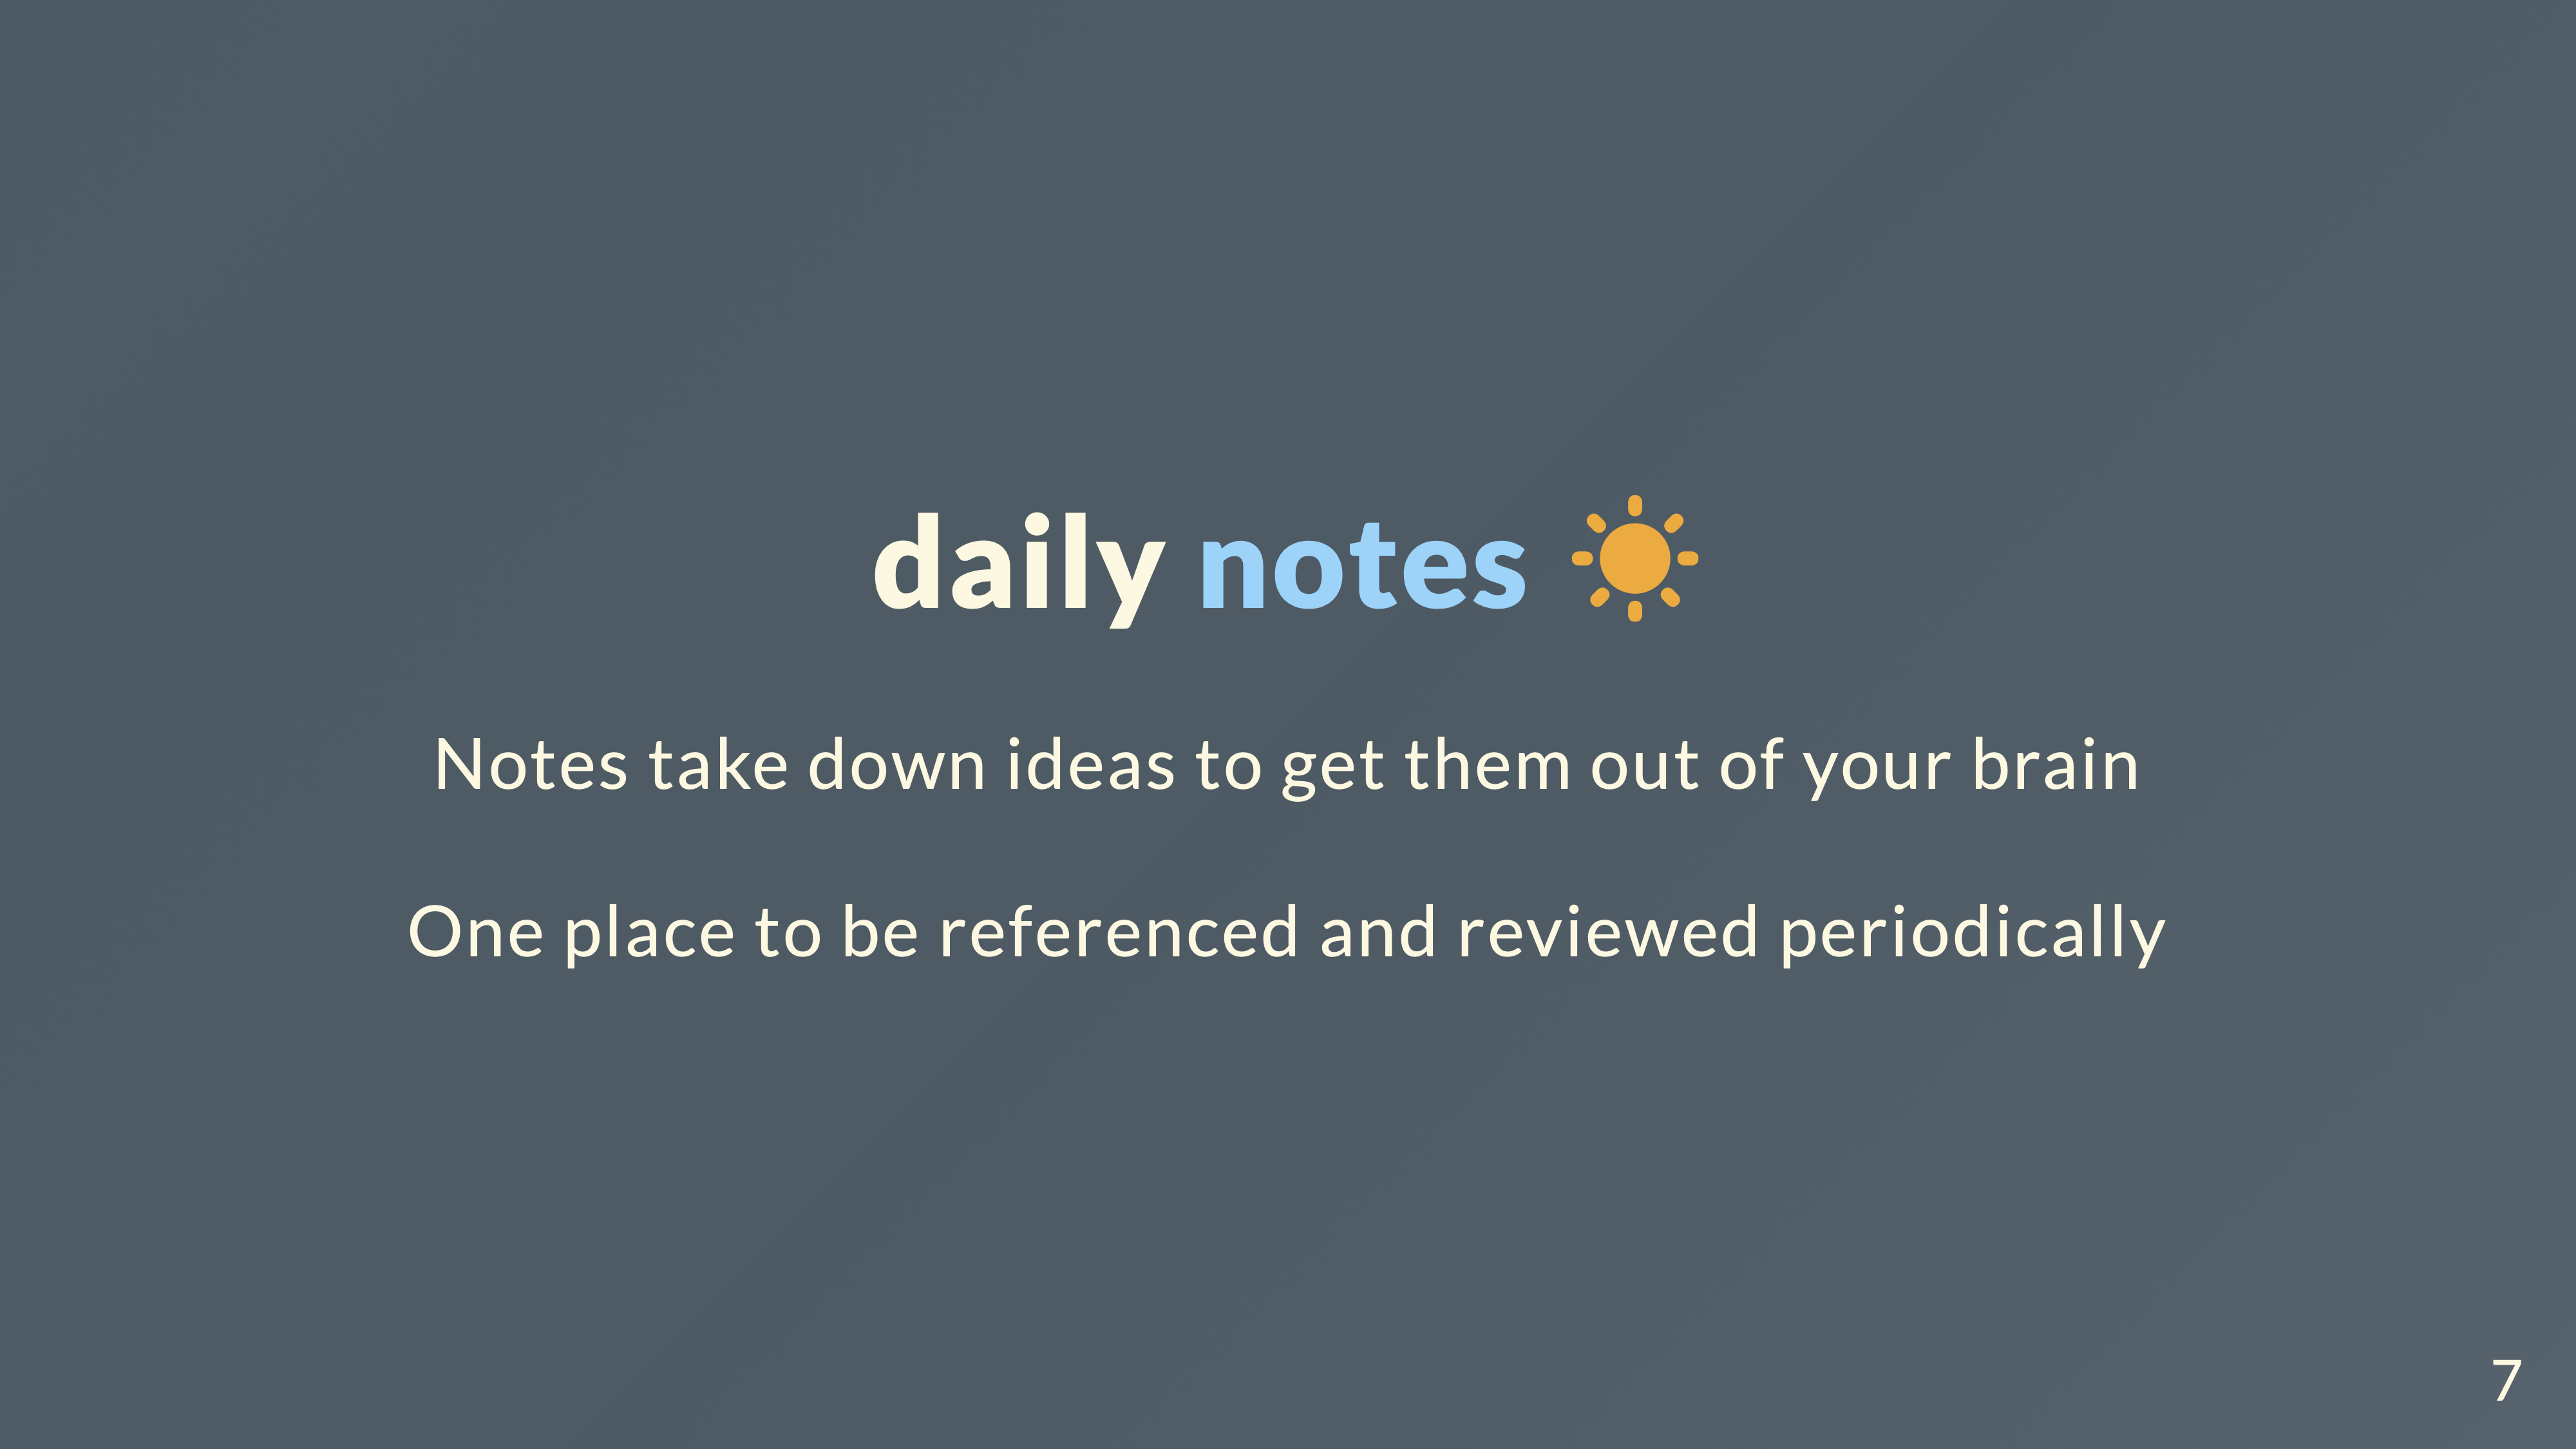 daily notes
Notes take down ideas to get them out of your brain
One place to be referenced and reviewed periodically
7